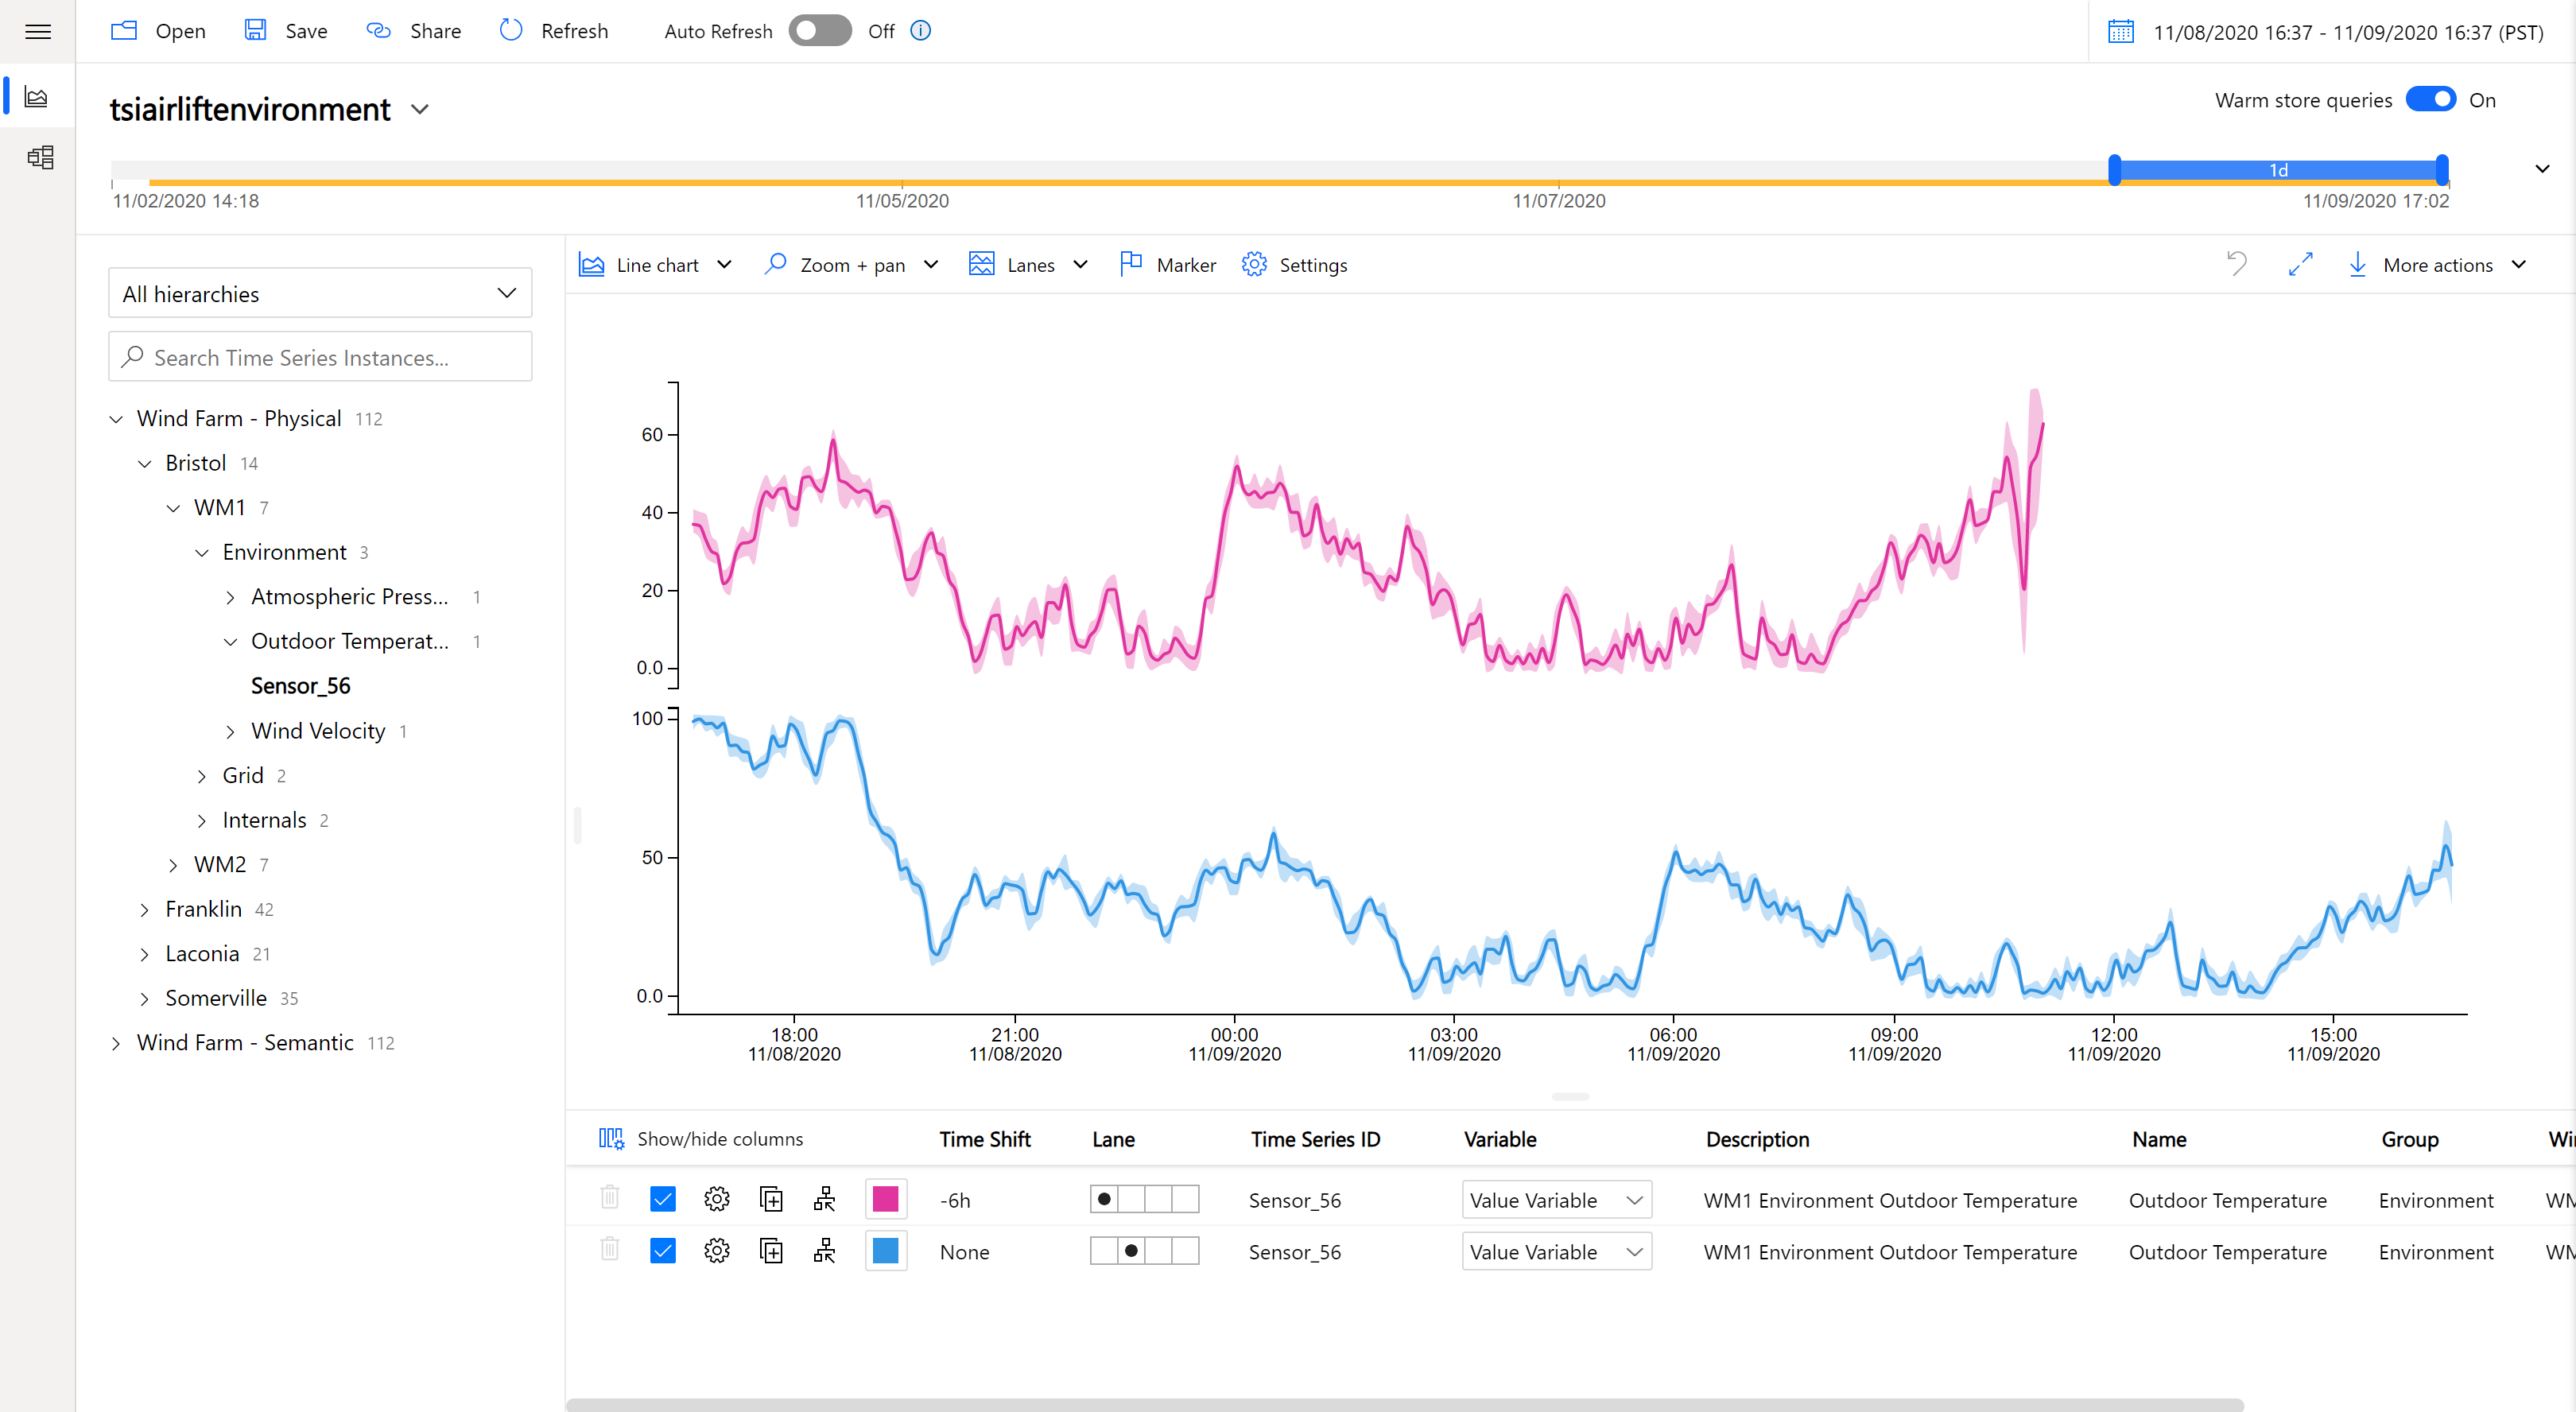 Open Save Share Refresh Auto Refresh Off 11/08/2020 16:37 - 11/09/2020 16:37 (PST)
tsiairliftenvironment
Warm store queries On
1d
11/02/2020 14:18 11/05/2020 11/07/2020 11/09/2020 17:02
All hierarchies
Search Time Series Instances...
Wind Farm - Physical 112
Bristol 14
WM1 7
Environment 3
Atmospheric Press... 1
Outdoor Temperat... 1
Sensor_56
Wind Velocity 1
Grid 2
Internals 2
WM2 7
Franklin 42
Laconia 21
Somerville 35
Wind Farm - Semantic 112
Line chart Zoom + pan Lanes Marker Settings More actions
60
40
20
0.0
100
50
0.0
18:00 21:00 00:00 03:00 06:00 09:00 12:00 15:00
11/08/2020 11/08/2020 11/09/2020 11/09/2020 11/09/2020 11/09/2020 11/09/2020 11/09/2020
Show/hide columns Time Shift Lane Time Series ID Variable Description Name Group
-6h Sensor_56 Value Variable WM1 Environment Outdoor Temperature Outdoor Temperature Environment
None Sensor_56 Value Variable WM1 Environment Outdoor Temperature Outdoor Temperature Environment